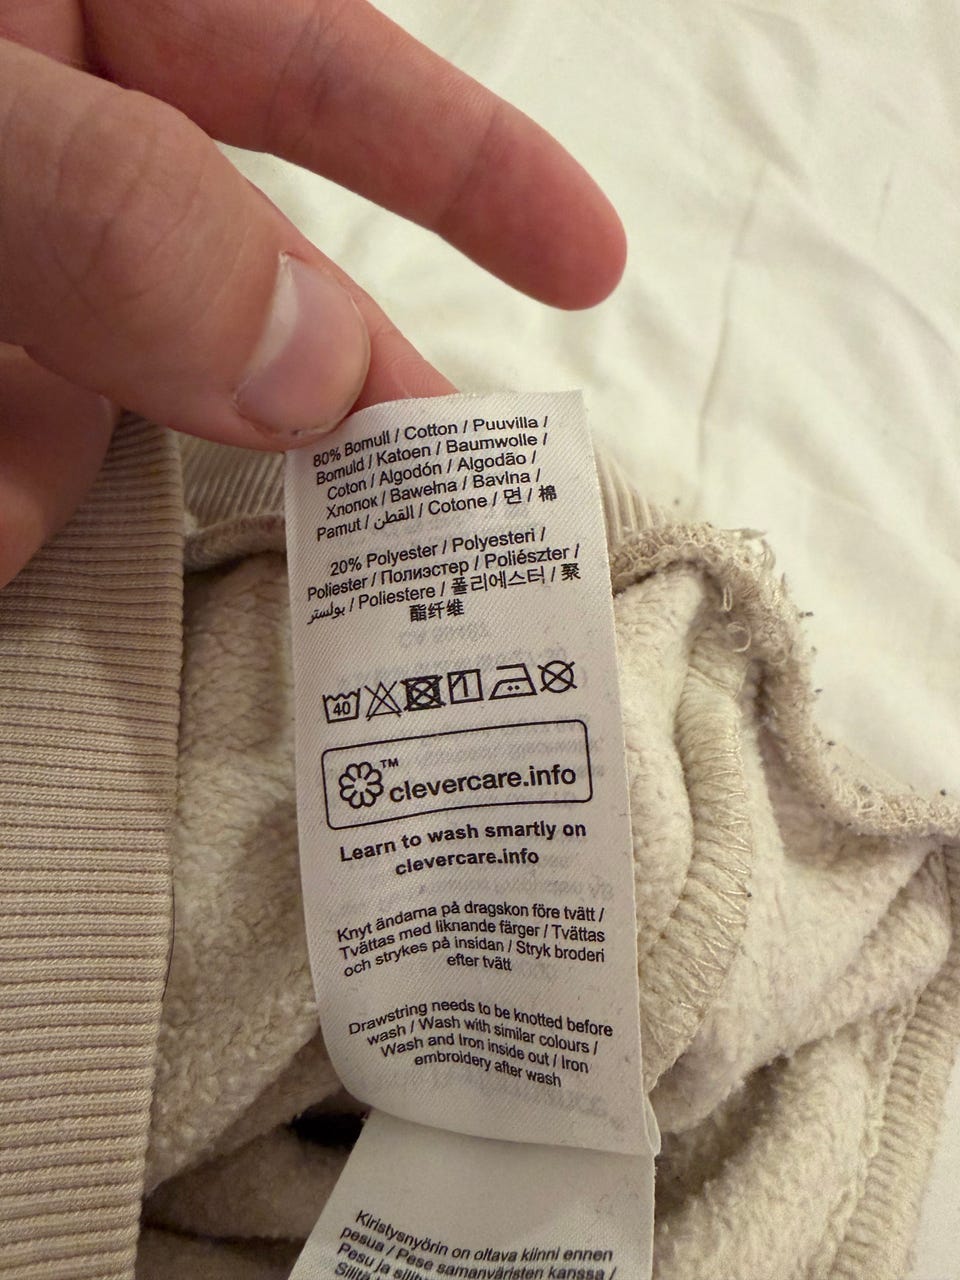 80% Bomull / Cotton / Puuvilla /
Bomuld / Katoen / Baumwolle /
Coton / Algodón / Algodão /
Хлопок / Bawełna / Bavlna /
Pamut / القطن / Cotone / 면 / 棉
20% Polyester / Polyesteri /
Poliester / Полиэстер / Poliészter /
بولستر / Poliestere / 폴리에스터 / 聚
酯纤维
40
™
clevercare.info
Learn to wash smartly on
clevercare.info
Knyt ändarna på dragskon före tvätt /
Tvättas med liknande färger / Tvättas
och strykes på insidan / Stryk broderi
efter tvätt
Drawstring needs to be knotted before
wash / Wash with similar colours /
Wash and Iron inside out / Iron
embroidery after wash
Kiristysnyörin on oltava kiinni ennen
pesua / Pese samanväristen kanssa /
Pesu ja